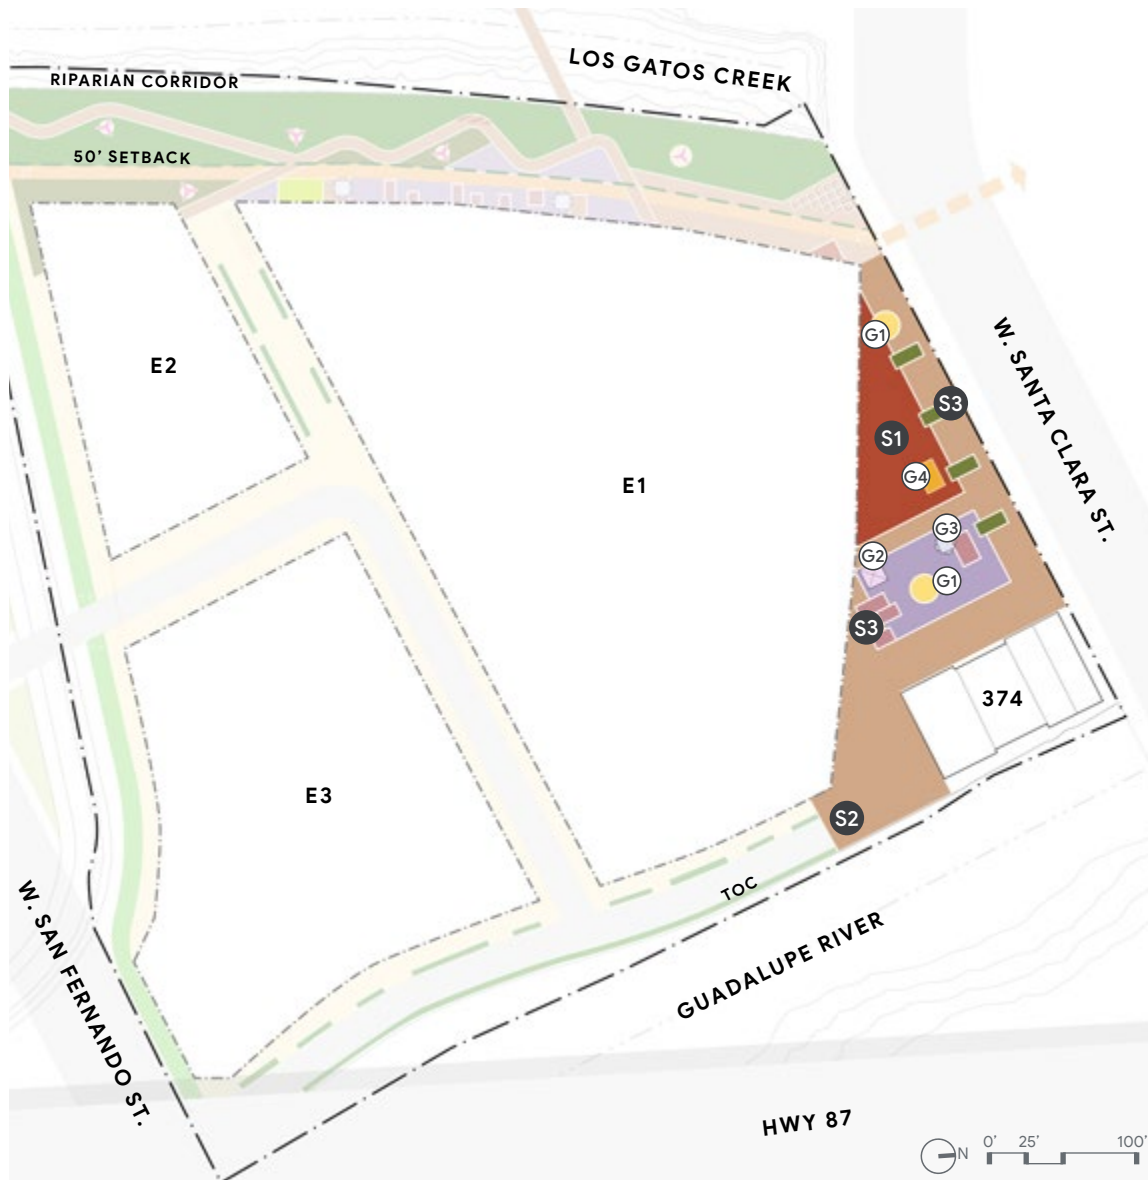 LOS GATOS CREEK
RIPARIAN CORRIDOR
50' SETBACK
W. SANTA CLARA ST.
G1
E2
S3
S1
G4
E1
G3
G2
G1
S3
374
E3
S2
TOC
W. SAN FERNANDO ST.
GUADALUPE RIVER
HWY 87
N
0' 25' 100'